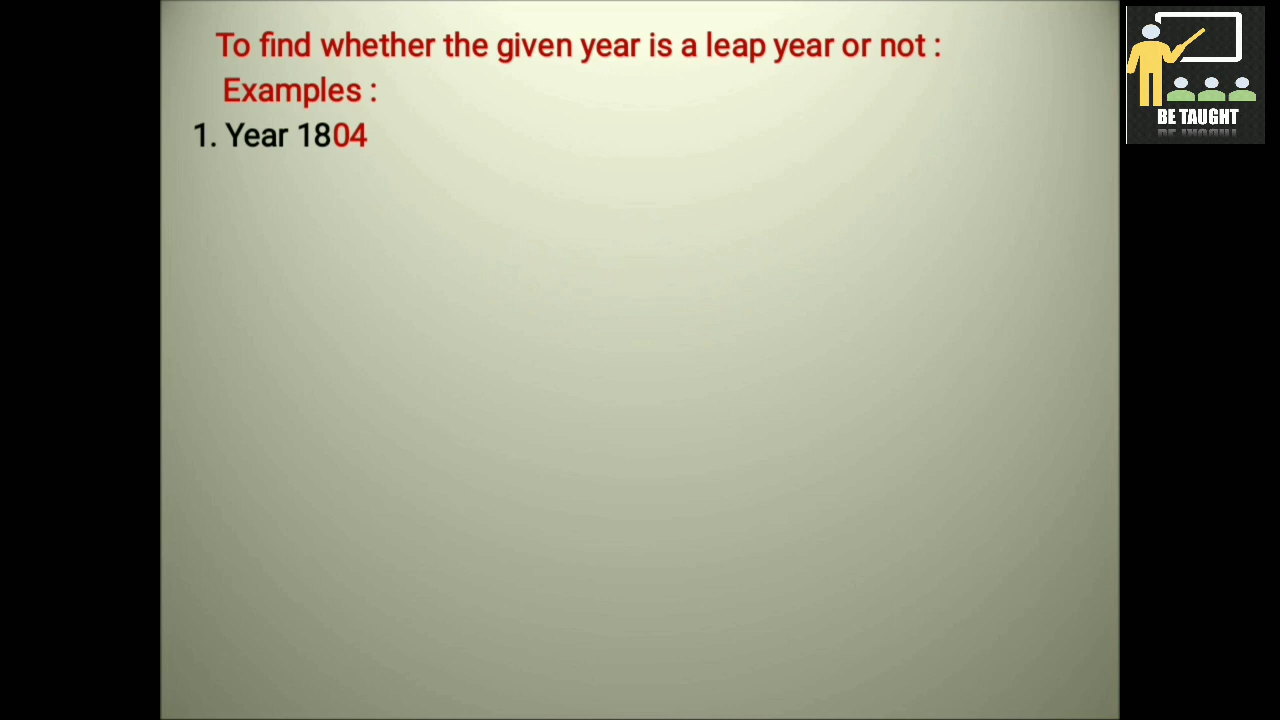 To find whether the given year is a leap year or not :
Examples :
1. Year 1804
BE TAUGHT